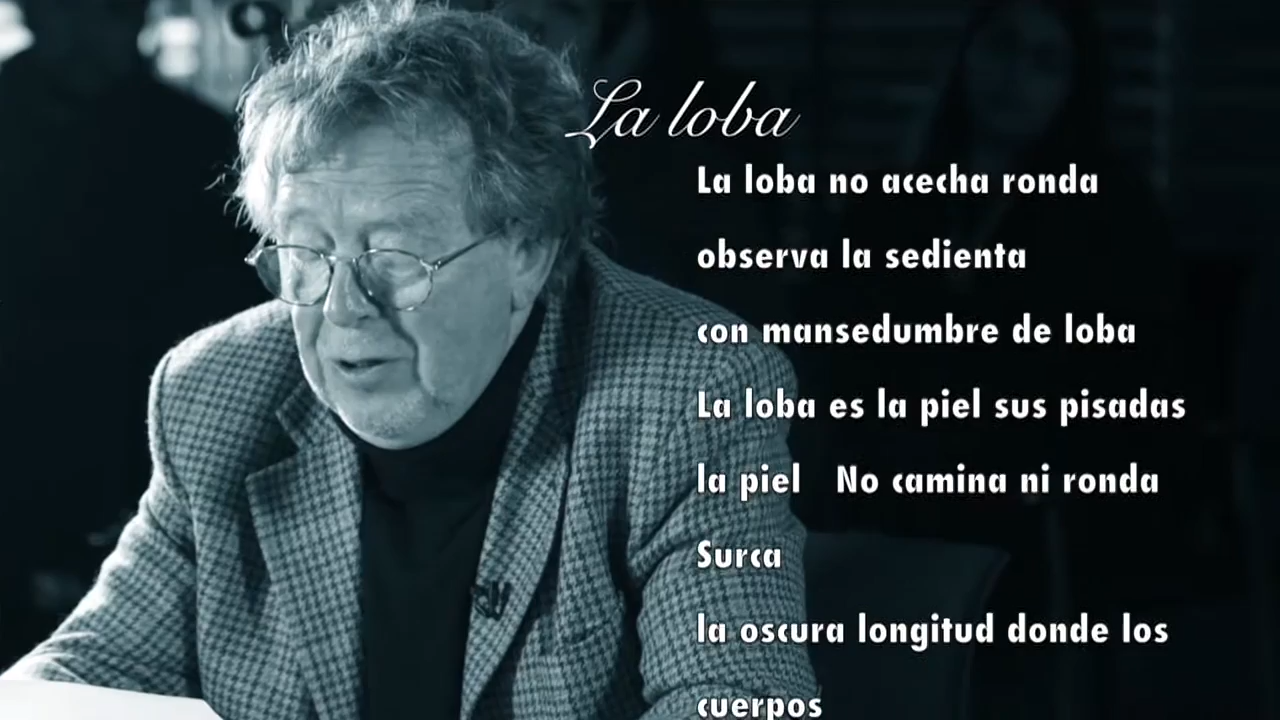 La loba
La loba no acecha ronda
observa la sedienta
con mansedumbre de loba
La loba es la piel sus pisadas
la piel   No camina ni ronda
Surca
la oscura longitud donde los
cuerpos